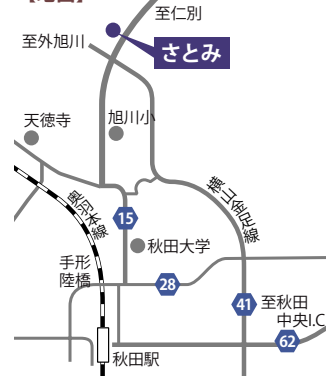 至仁別
至外旭川
さとみ
天徳寺
旭川小
奥羽本線
横山金足線
15
秋田大学
手形
陸橋
28
41
至秋田
中央I.C
62
秋田駅